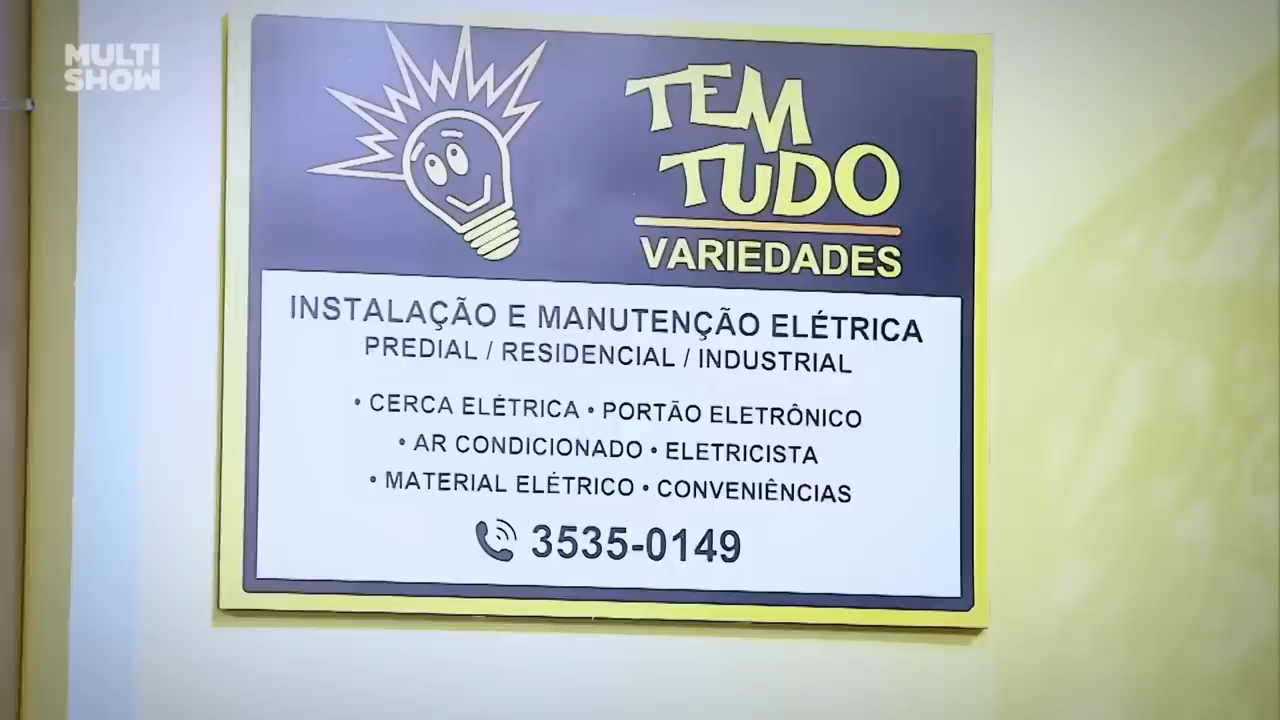 MULTI
SHOW
TEM
TUDO
VARIEDADES
INSTALAÇÃO E MANUTENÇÃO ELÉTRICA
PREDIAL / RESIDENCIAL / INDUSTRIAL
• CERCA ELÉTRICA • PORTÃO ELETRÔNICO
• AR CONDICIONADO • ELETRICISTA
• MATERIAL ELÉTRICO • CONVENIÊNCIAS
3535-0149